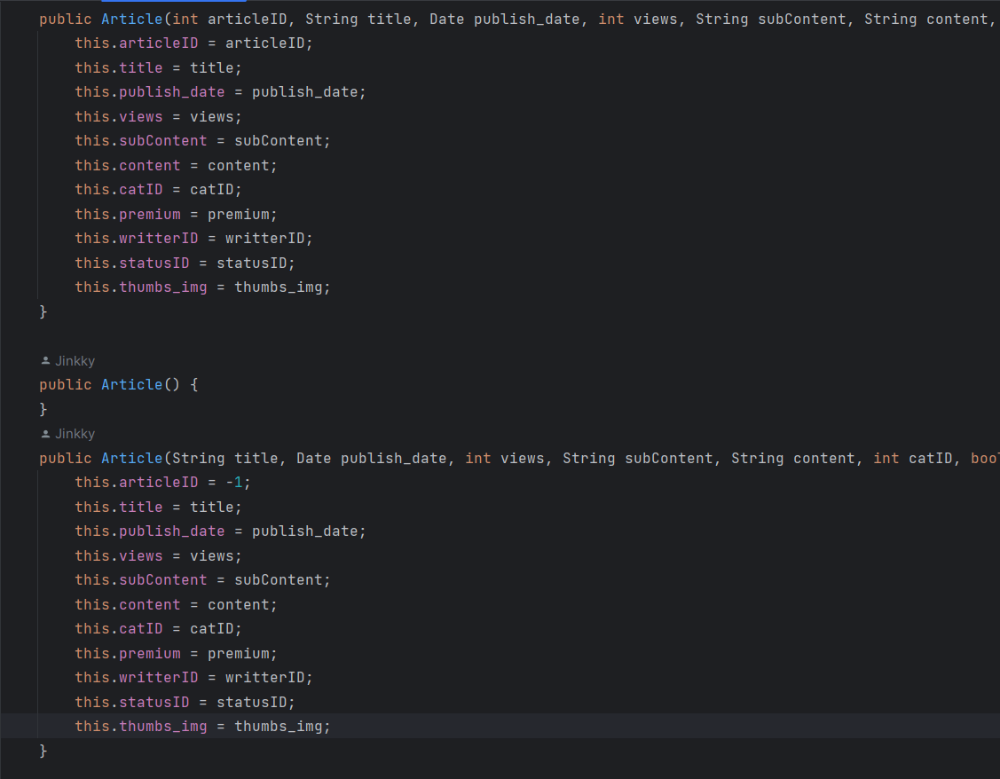 public Article(int articleID, String title, Date publish_date, int views, String subContent, String content,
this.articleID = articleID;
this.title = title;
this.publish_date = publish_date;
this.views = views;
this.subContent = subContent;
this.content = content;
this.catID = catID;
this.premium = premium;
this.writterID = writterID;
this.statusID = statusID;
this.thumbs_img = thumbs_img;
}
Jinkky
public Article() {
}
Jinkky
public Article(String title, Date publish_date, int views, String subContent, String content, int catID, bool
this.articleID = -1;
this.title = title;
this.publish_date = publish_date;
this.views = views;
this.subContent = subContent;
this.content = content;
this.catID = catID;
this.premium = premium;
this.writterID = writterID;
this.statusID = statusID;
this.thumbs_img = thumbs_img;
}